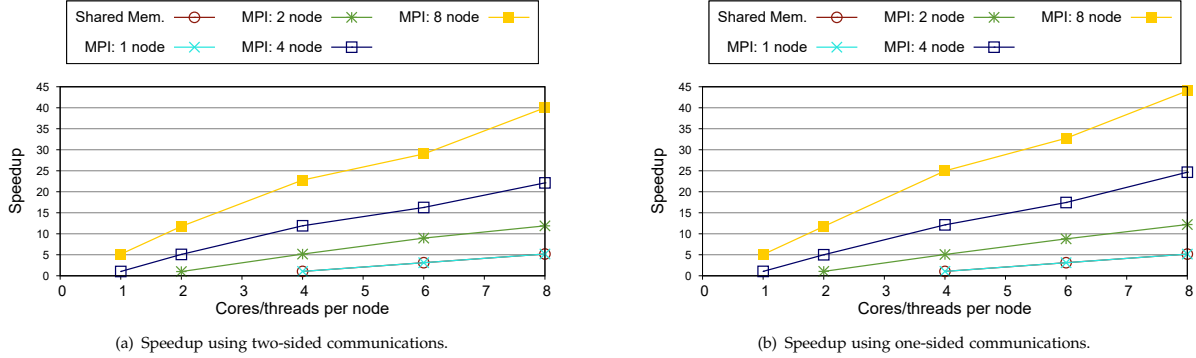 Shared Mem. MPI: 2 node MPI: 8 node
MPI: 1 node MPI: 4 node
45
40
35
30
25
20
15
10
5
0
Speedup
0 1 2 3 4 5 6 7 8
Cores/threads per node
(a) Speedup using two-sided communications.
Shared Mem. MPI: 2 node MPI: 8 node
MPI: 1 node MPI: 4 node
45
40
35
30
25
20
15
10
5
0
Speedup
0 1 2 3 4 5 6 7 8
Cores/threads per node
(b) Speedup using one-sided communications.